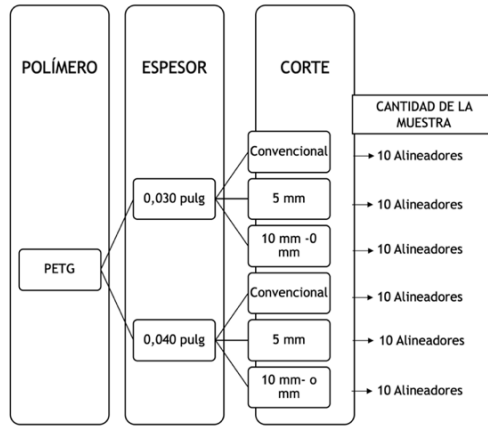 POLÍMERO
ESPESOR
CORTE
CANTIDAD DE LA
MUESTRA
Convencional
10 Alineadores
0,030 pulg
5 mm
10 Alineadores
10 mm -0
mm
10 Alineadores
PETG
Convencional
10 Alineadores
0,040 pulg
5 mm
10 Alineadores
10 mm- o
mm
10 Alineadores